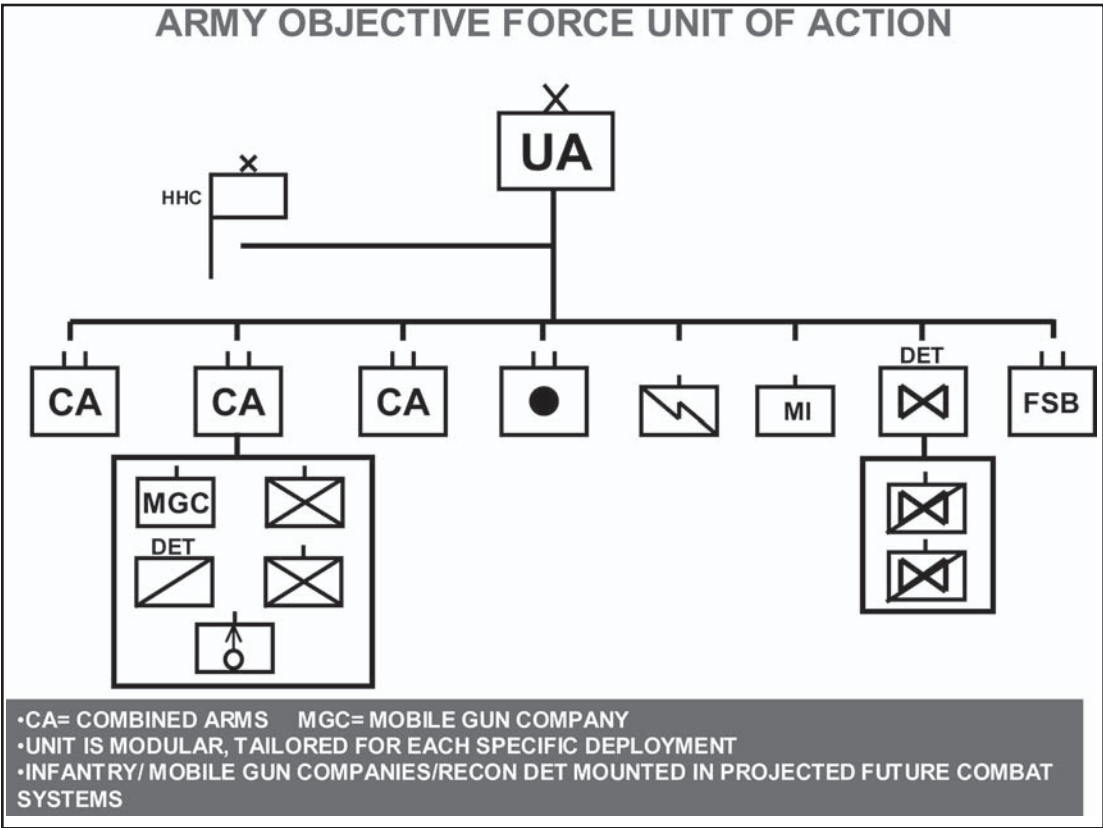 ARMY OBJECTIVE FORCE UNIT OF ACTION
UA
HHC
DET
CA
CA
CA
MI
FSB
MGC
DET
•CA= COMBINED ARMS MGC= MOBILE GUN COMPANY
•UNIT IS MODULAR, TAILORED FOR EACH SPECIFIC DEPLOYMENT
•INFANTRY/ MOBILE GUN COMPANIES/RECON DET MOUNTED IN PROJECTED FUTURE COMBAT
SYSTEMS